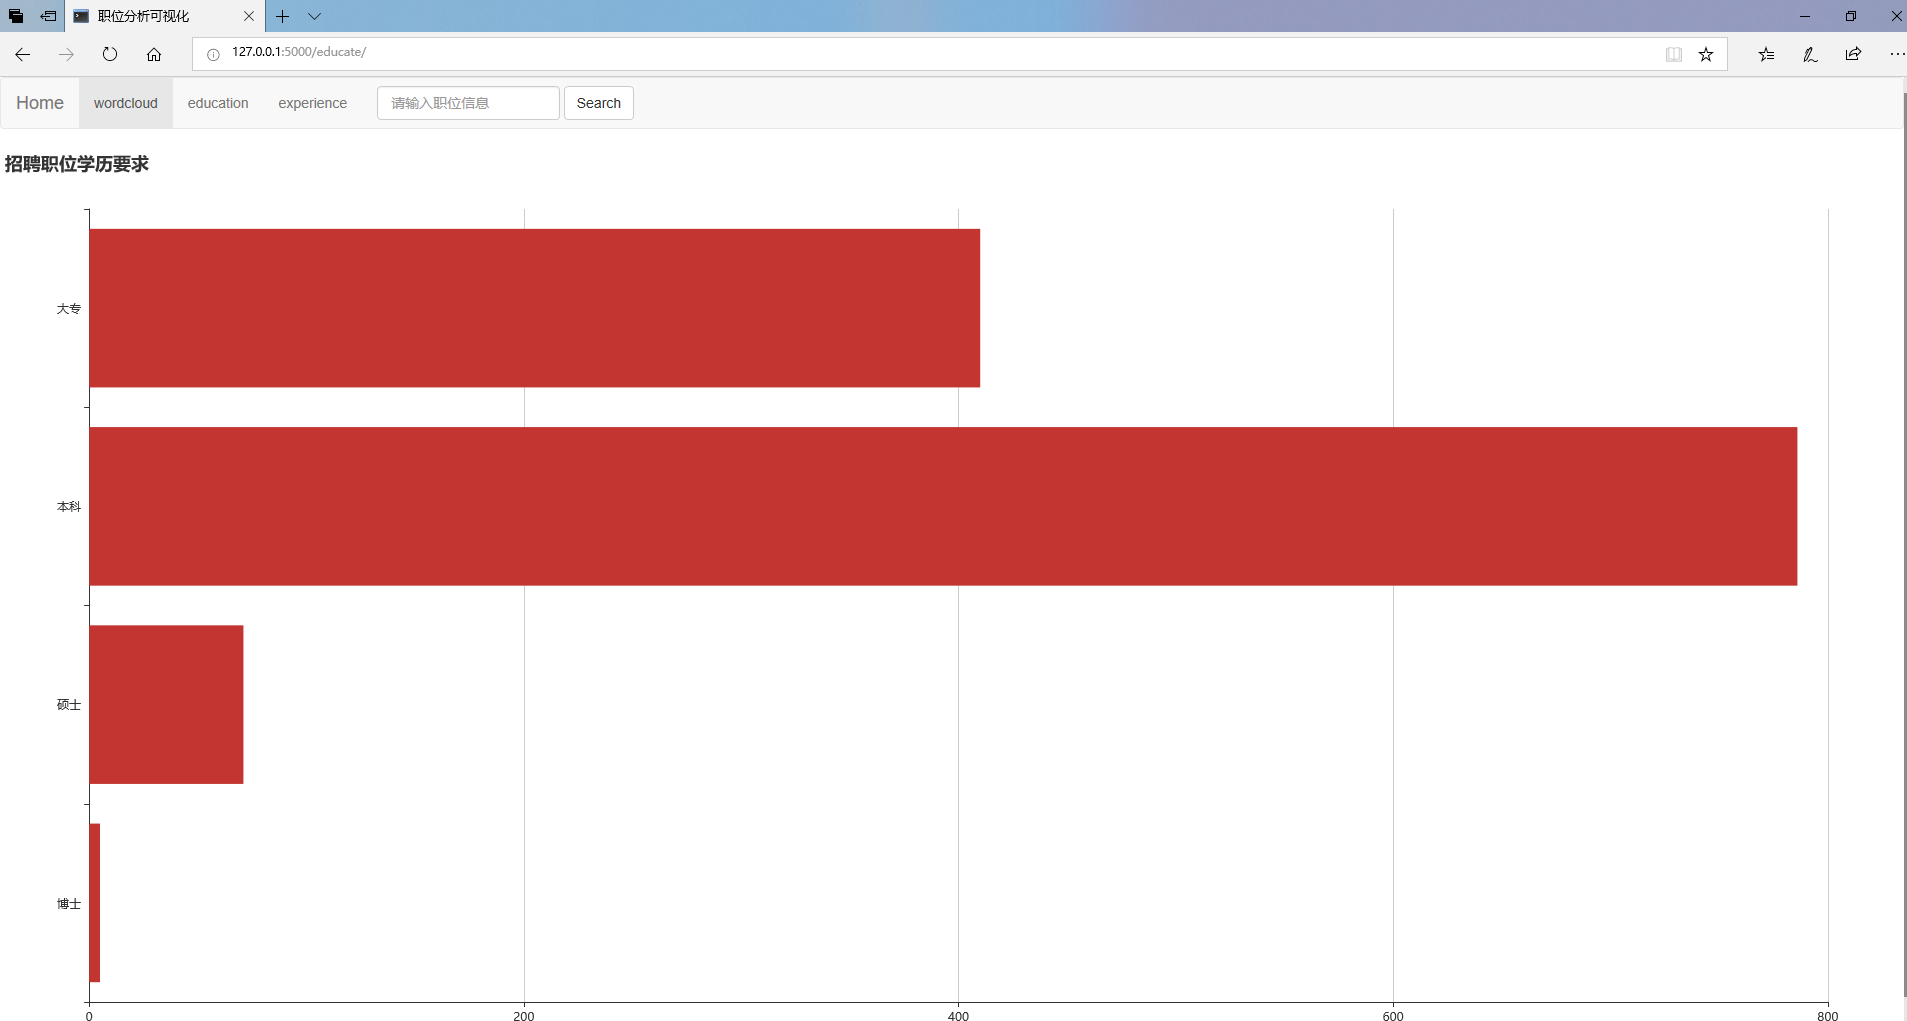 职位分析可视化
127.0.0.1:5000/educate/
Home wordcloud education experience 请输入职位信息 Search
招聘职位学历要求
大专
本科
硕士
博士
0 200 400 600 800